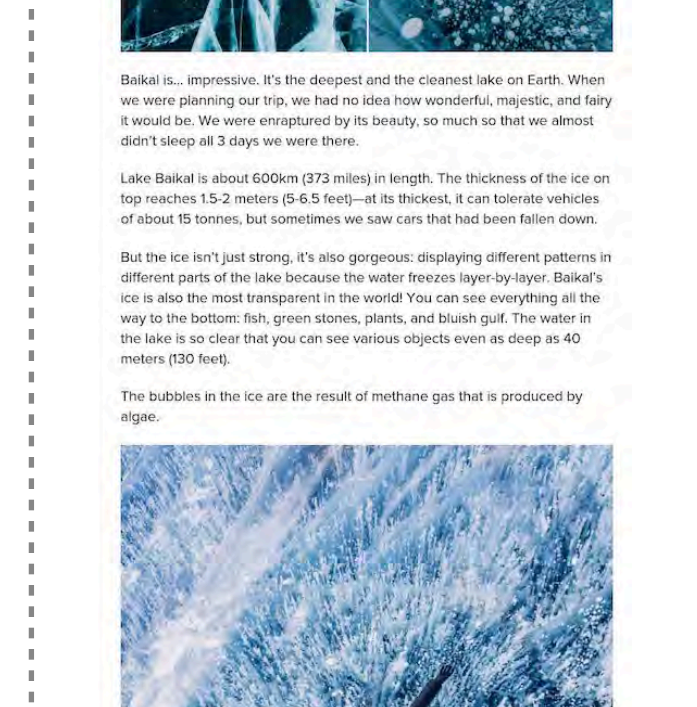 Baikal is... impressive. It's the deepest and the cleanest lake on Earth. When
we were planning our trip, we had no idea how wonderful, majestic, and fairy
it would be. We were enraptured by its beauty, so much so that we almost
didn't sleep all 3 days we were there.
Lake Baikal is about 600km (373 miles) in length. The thickness of the ice on
top reaches 1.5-2 meters (5-6.5 feet)—at its thickest, it can tolerate vehicles
of about 15 tonnes, but sometimes we saw cars that had been fallen down.
But the ice isn't just strong, it's also gorgeous: displaying different patterns in
different parts of the lake because the water freezes layer-by-layer. Baikal's
ice is also the most transparent in the world! You can see everything all the
way to the bottom: fish, green stones, plants, and bluish gulf. The water in
the lake is so clear that you can see various objects even as deep as 40
meters (130 feet).
The bubbles in the ice are the result of methane gas that is produced by
algae.